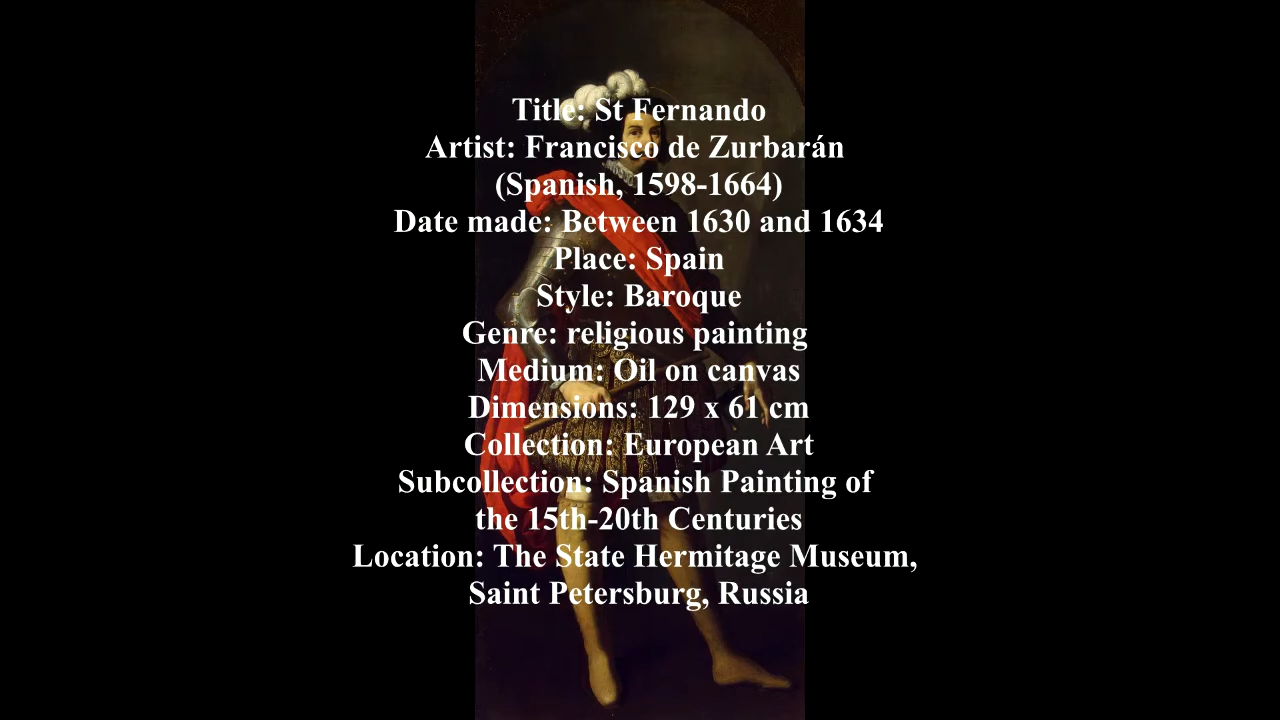 Title: St Fernando
Artist: Francisco de Zurbarán
(Spanish, 1598-1664)
Date made: Between 1630 and 1634
Place: Spain
Style: Baroque
Genre: religious painting
Medium: Oil on canvas
Dimensions: 129 x 61 cm
Collection: European Art
Subcollection: Spanish Painting of
the 15th-20th Centuries
Location: The State Hermitage Museum,
Saint Petersburg, Russia